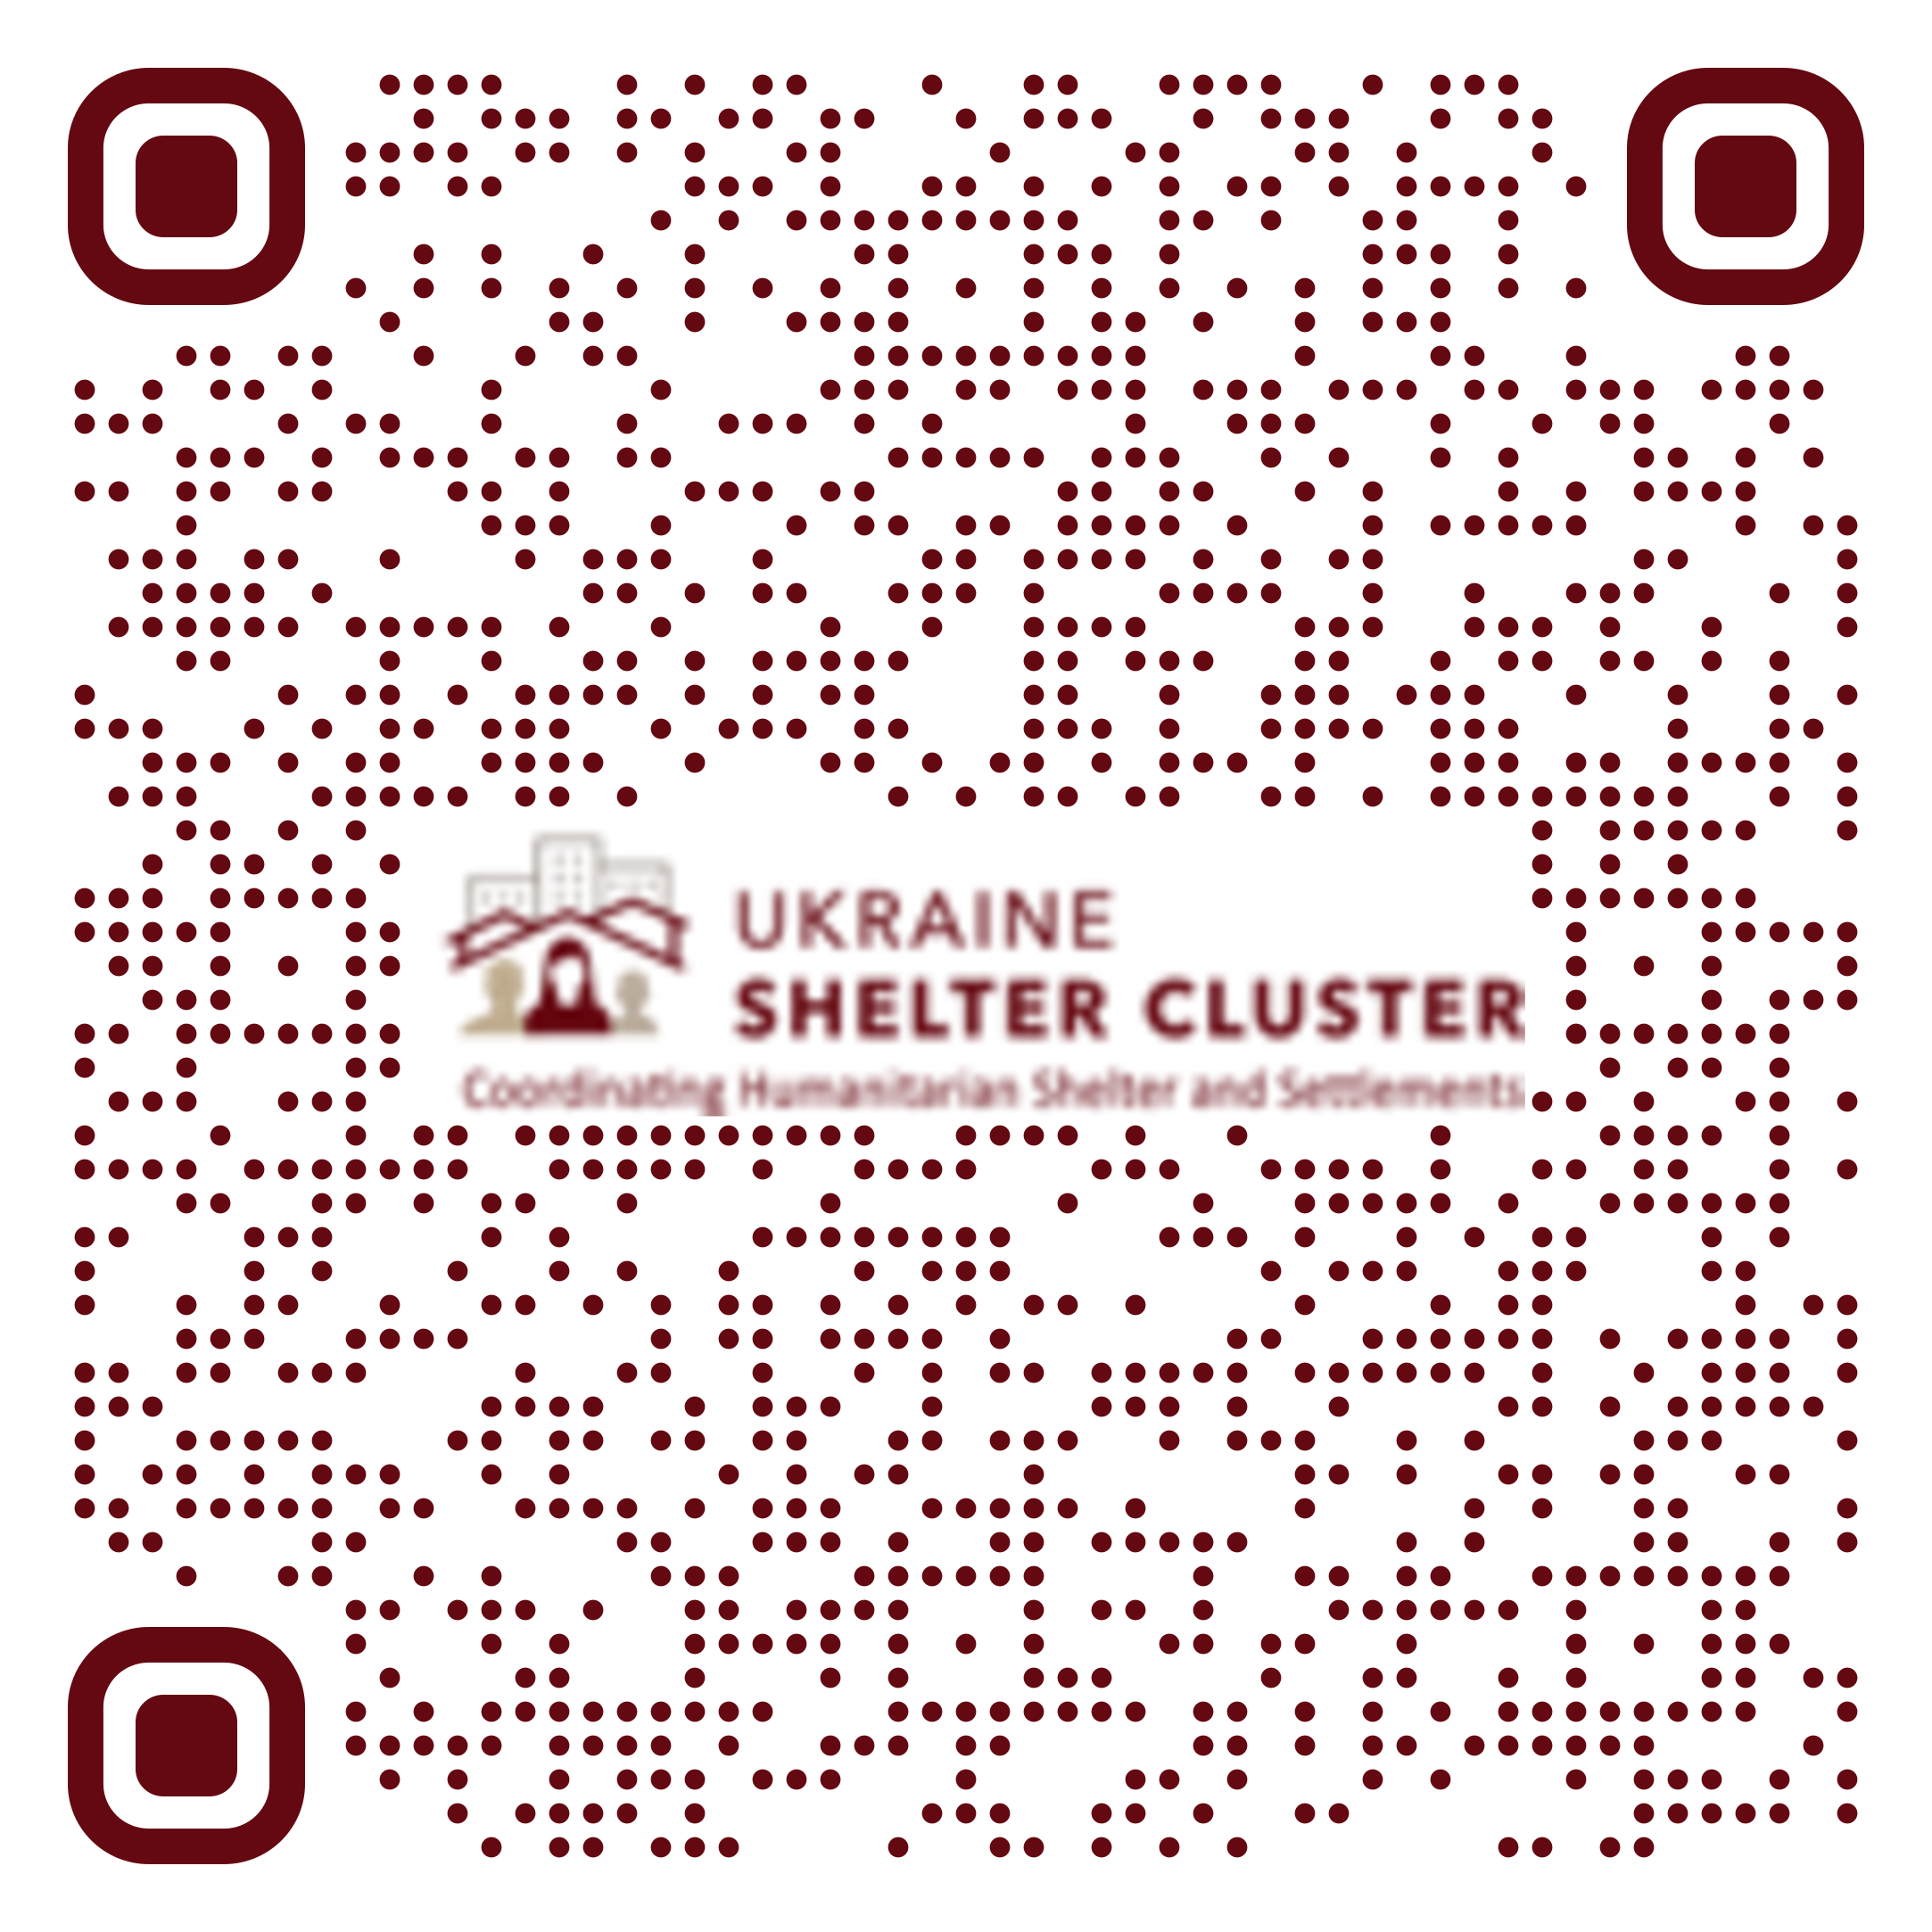 UKRAINE
SHELTER CLUSTER
Coordinating Humanitarian Shelter and Settlements